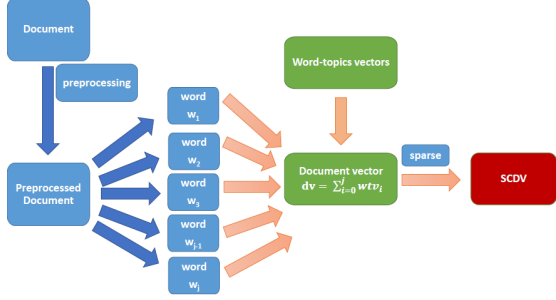 Document
preprocessing
Preprocessed
Document
word
w₁
word
w₂
word
w₃
word
wⱼ₋₁
word
wⱼ
Word-topics vectors
Document vector
dv = ∑ʲᵢ₌₀ wtvᵢ
sparse
SCDV